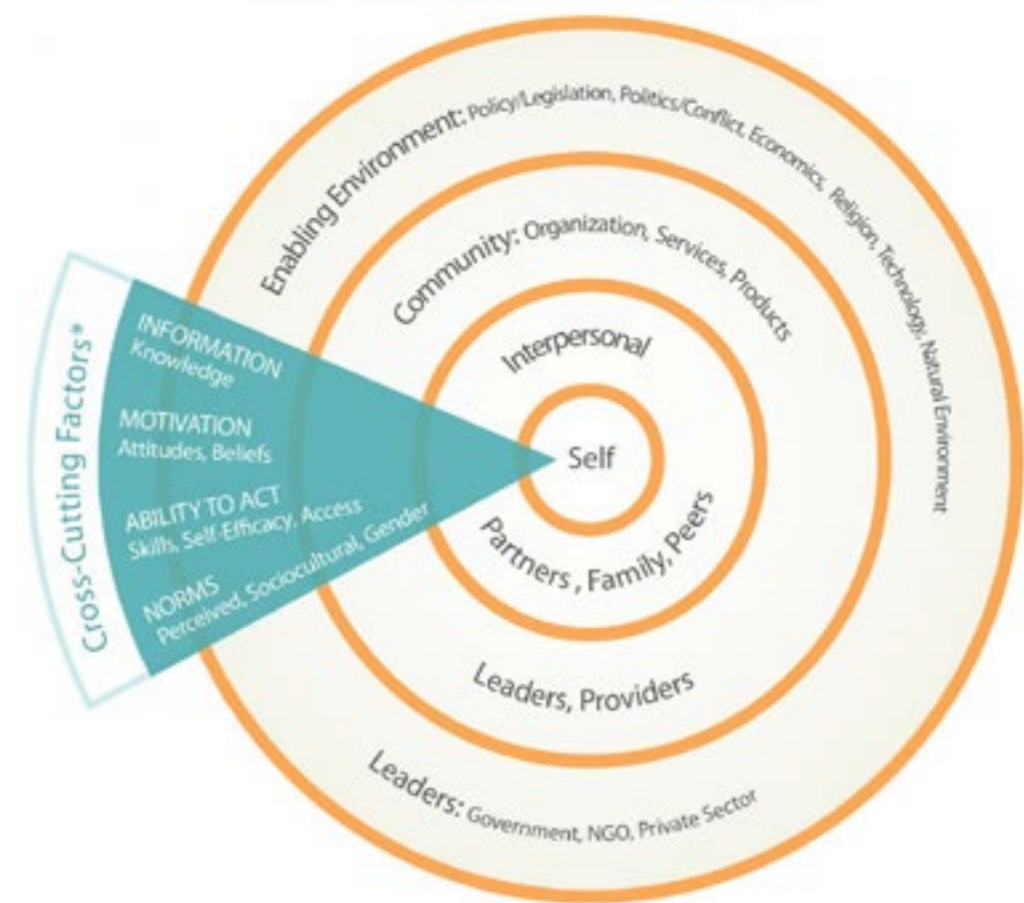 Enabling Environment: Policy/Legislation, Politics/Conflict, Economics, Religion, Technology, Natural Environment
Community: Organization, Services, Products
Interpersonal
Self
Partners , Family, Peers
Leaders, Providers
Leaders: Government, NGO, Private Sector
Cross-Cutting Factors*
INFORMATION
Knowledge
MOTIVATION
Attitudes, Beliefs
ABILITY TO ACT
Skills, Self-Efficacy, Access
NORMS
Perceived, Sociocultural, Gender